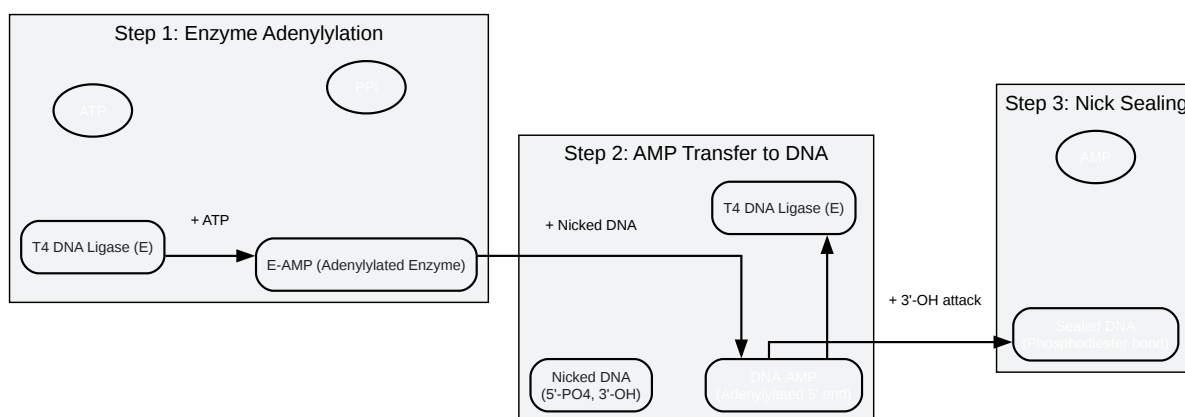 Step 1: Enzyme Adenylylation
ATP
PPi
T4 DNA Ligase (E)
+ ATP
E-AMP (Adenylylated Enzyme)
Step 2: AMP Transfer to DNA
+ Nicked DNA
T4 DNA Ligase (E)
Nicked DNA
(5'-PO4, 3'-OH)
DNA-AMP
(Adenylylated 5' end)
+ 3'-OH attack
Step 3: Nick Sealing
AMP
Sealed DNA
(Phosphodiester bond)